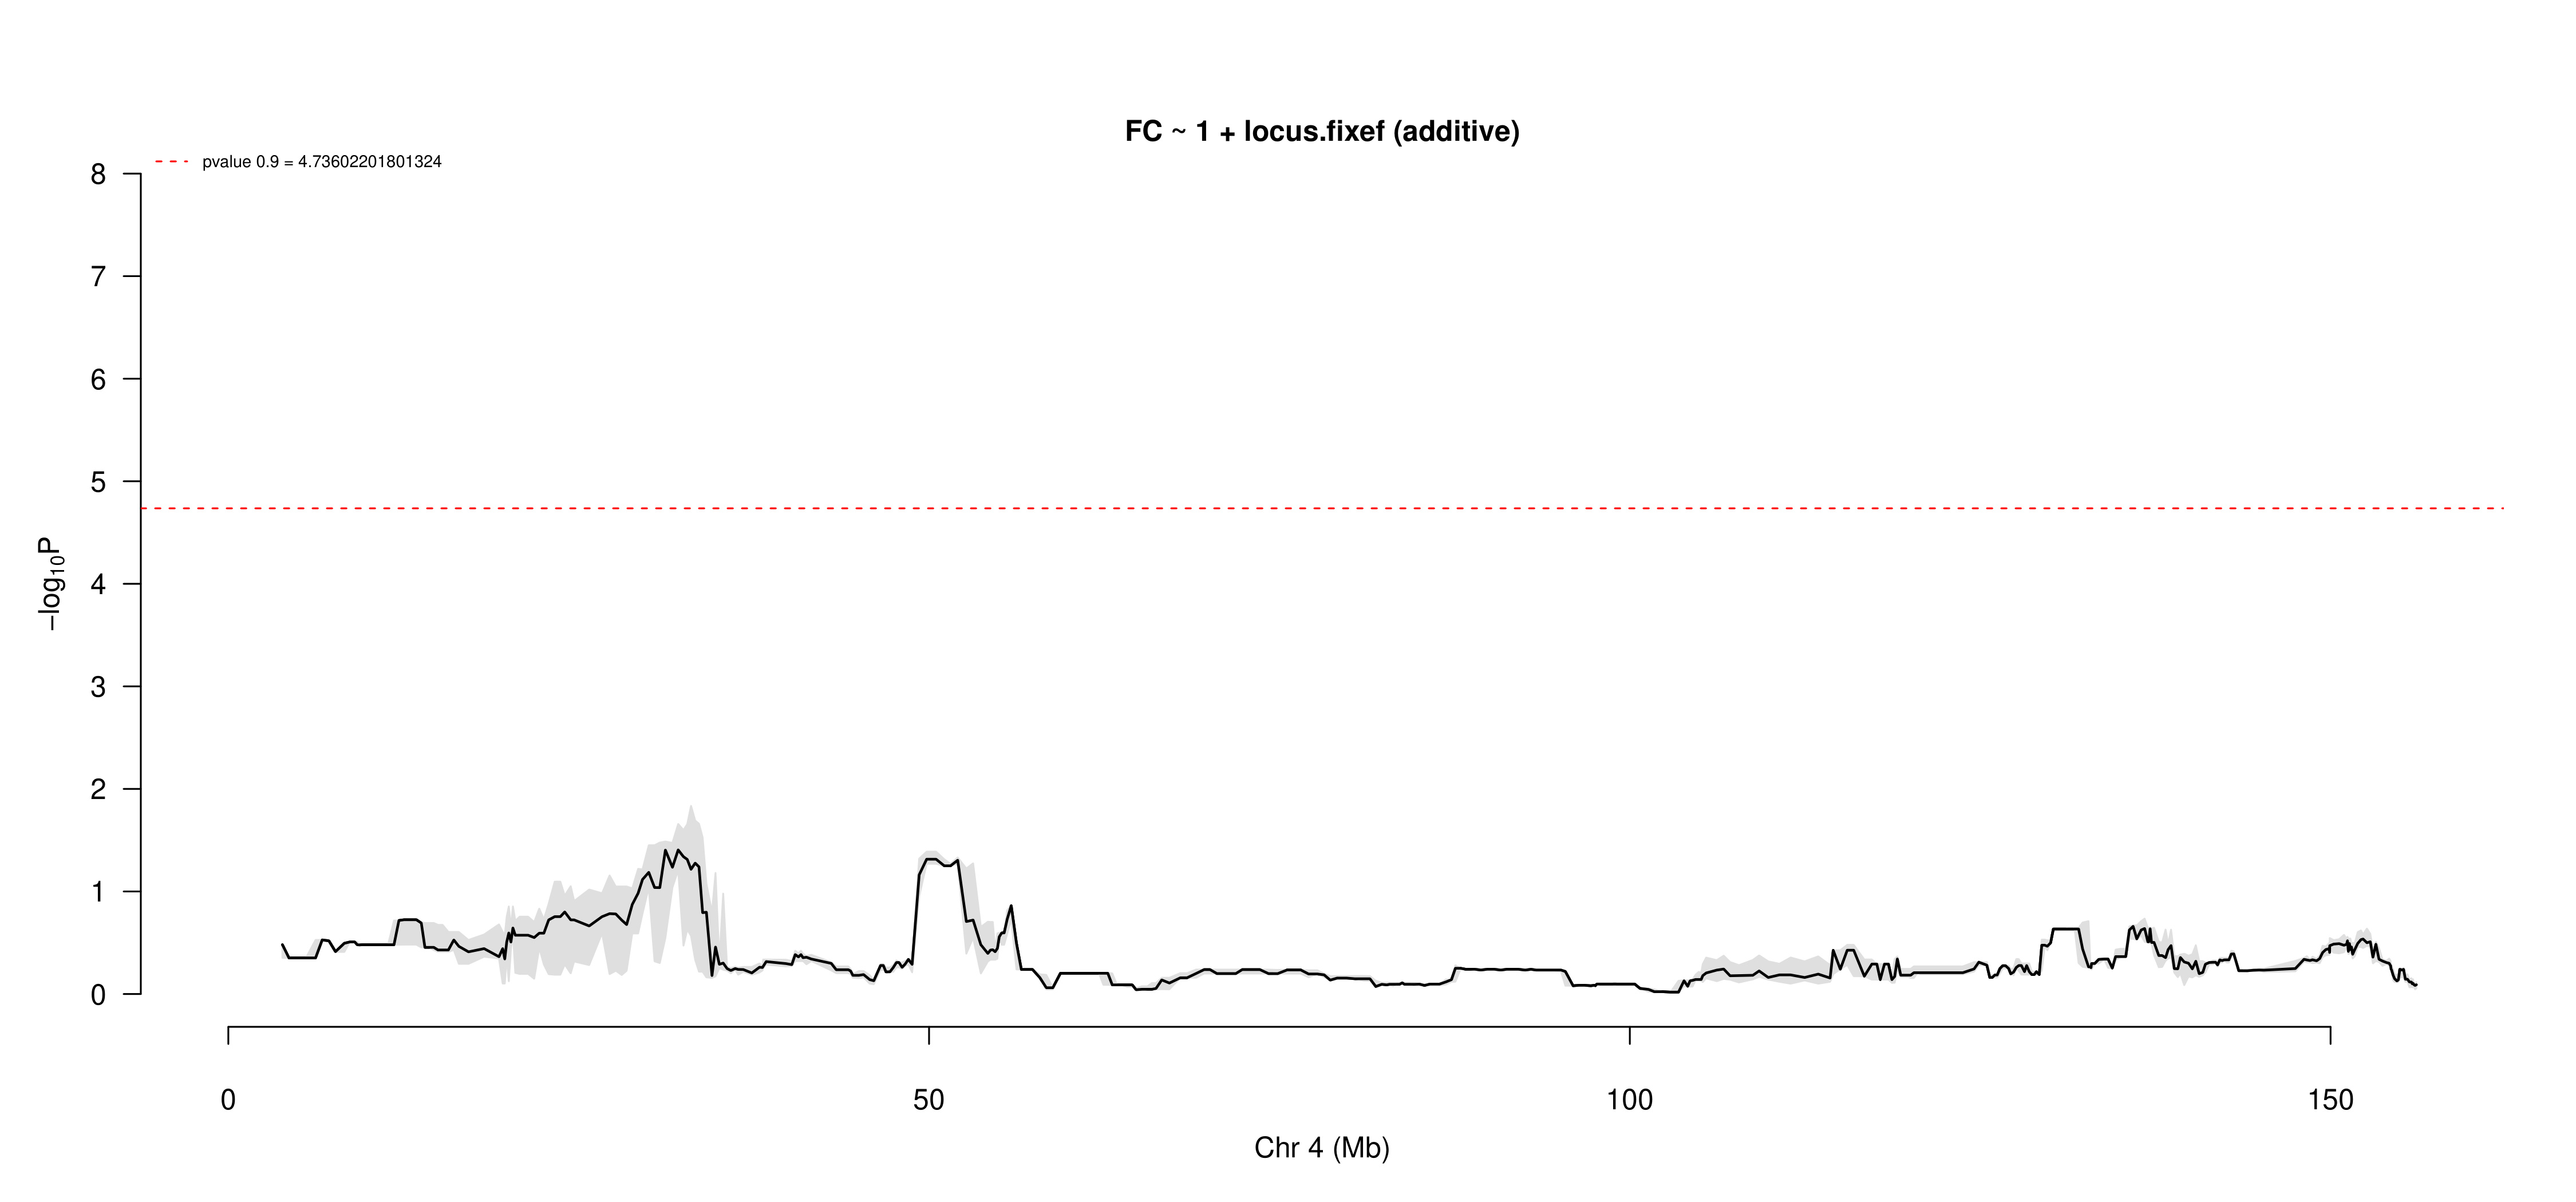 FC ~ 1 + locus.fixef (additive)
pvalue 0.9 = 4.73602201801324
8
7
6
5
4
3
2
1
0
−log10P
0 50 100 150
Chr 4 (Mb)